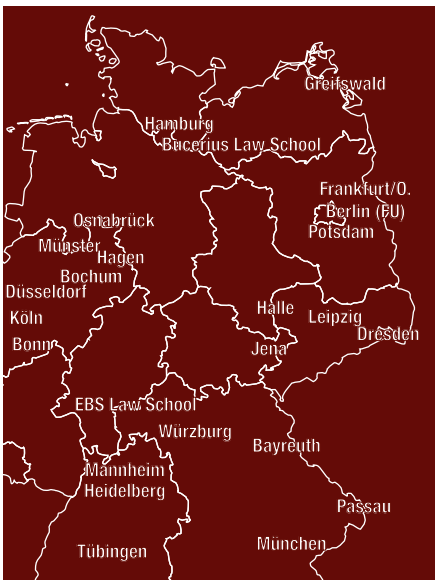 Greifswald
Hamburg
Bucerius Law School
Frankfurt/O.
Berlin (FU)
Potsdam
Osnabrück
Münster
Hagen
Bochum
Düsseldorf
Köln
Bonn
Halle
Leipzig
Dresden
Jena
EBS Law School
Würzburg
Bayreuth
Mannheim
Heidelberg
Passau
München
Tübingen